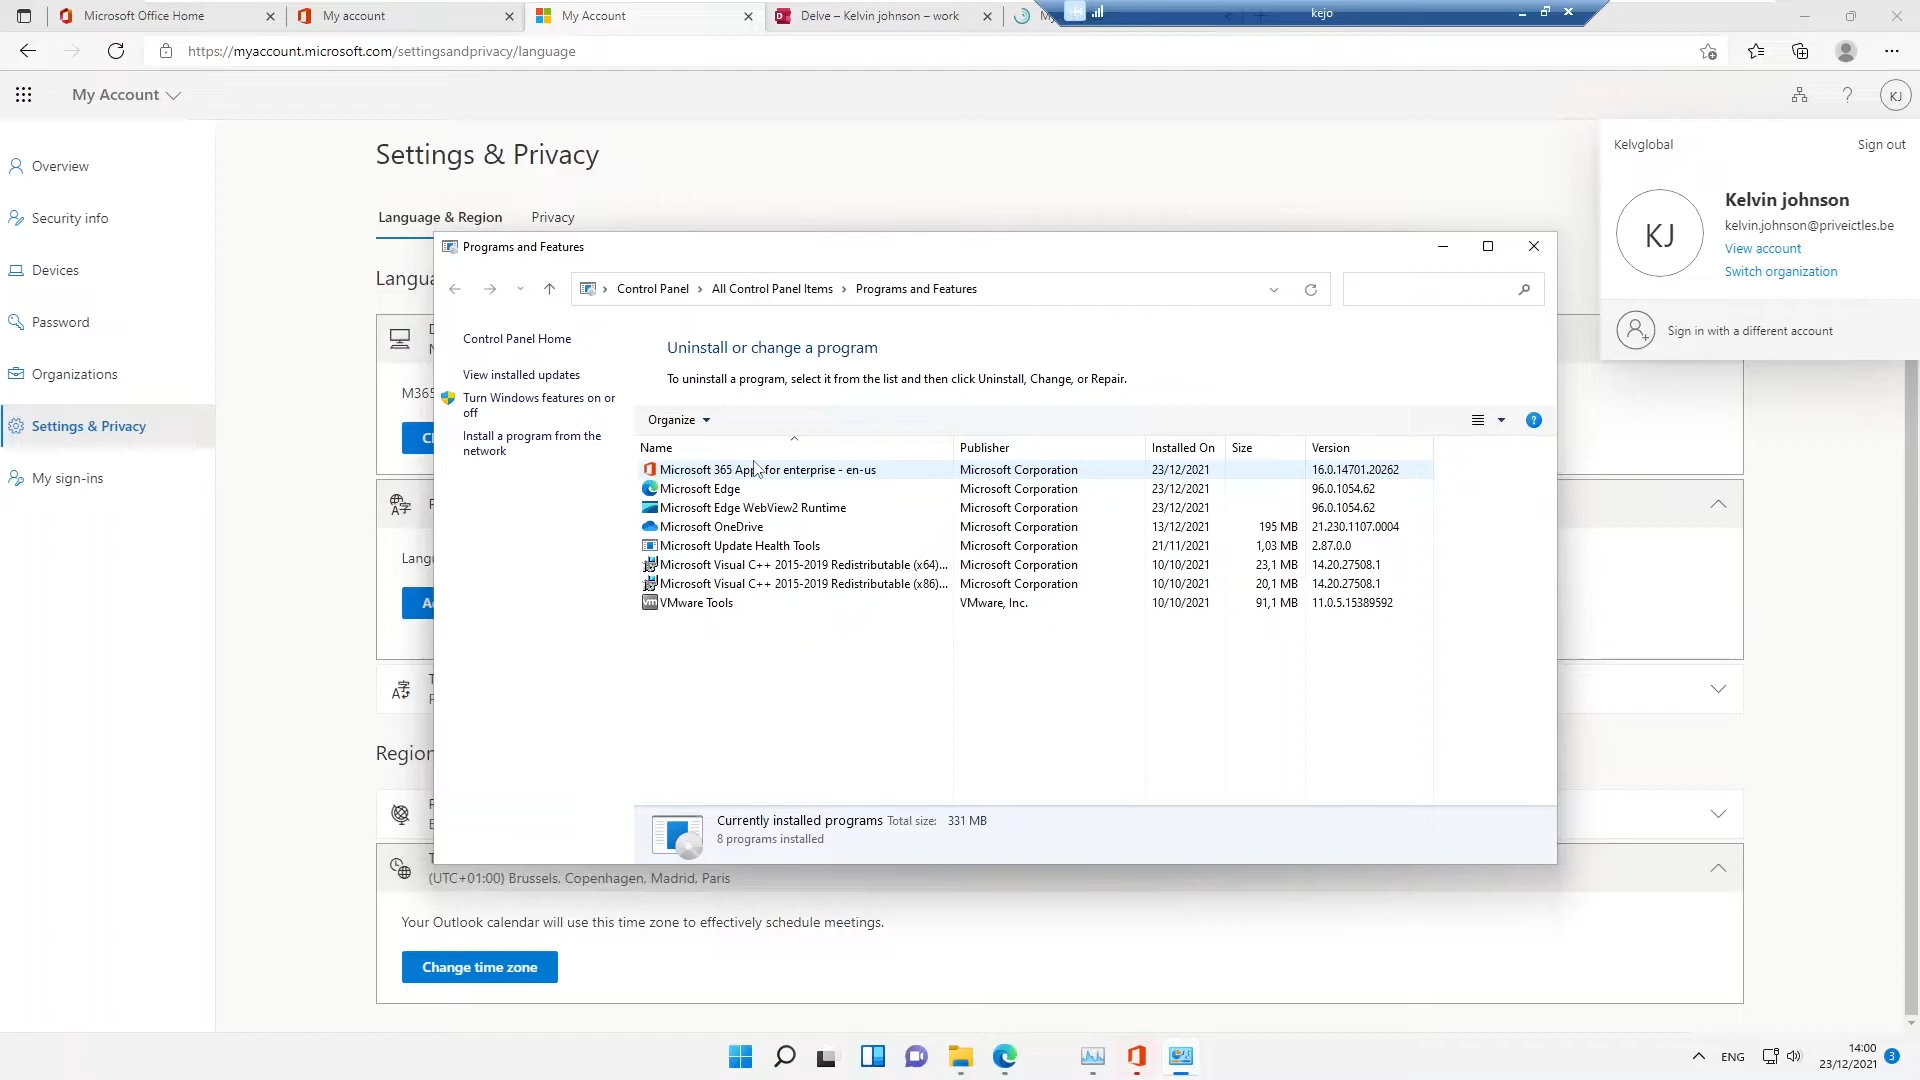 Microsoft Office Home
My account
My Account
Delve – Kelvin johnson – work
kejo
https://myaccount.microsoft.com/settingsandprivacy/language
My Account
KJ
Overview
Security info
Devices
Password
Organizations
Settings & Privacy
My sign-ins
Settings & Privacy
Language & Region
Privacy
Kelvglobal
Sign out
KJ
Kelvin johnson
kelvin.johnson@priveictles.be
View account
Switch organization
Sign in with a different account
Programs and Features
Control Panel
All Control Panel Items
Programs and Features
Control Panel Home
View installed updates
Turn Windows features on or
off
Install a program from the
network
Uninstall or change a program
To uninstall a program, select it from the list and then click Uninstall, Change, or Repair.
Organize
Name Publisher Installed On Size Version
Microsoft 365 Apps for enterprise - en-us Microsoft Corporation 23/12/2021 16.0.14701.20262
Microsoft Edge Microsoft Corporation 23/12/2021 96.0.1054.62
Microsoft Edge WebView2 Runtime Microsoft Corporation 23/12/2021 96.0.1054.62
Microsoft OneDrive Microsoft Corporation 13/12/2021 195 MB 21.230.1107.0004
Microsoft Update Health Tools Microsoft Corporation 21/11/2021 1,03 MB 2.87.0.0
Microsoft Visual C++ 2015-2019 Redistributable (x64)... Microsoft Corporation 10/10/2021 23,1 MB 14.20.27508.1
Microsoft Visual C++ 2015-2019 Redistributable (x86)... Microsoft Corporation 10/10/2021 20,1 MB 14.20.27508.1
VMware Tools VMware, Inc. 10/10/2021 91,1 MB 11.0.5.15389592
Currently installed programs Total size: 331 MB
8 programs installed
M365
Region
(UTC+01:00) Brussels, Copenhagen, Madrid, Paris
Your Outlook calendar will use this time zone to effectively schedule meetings.
Change time zone
ENG
14:00
23/12/2021
3